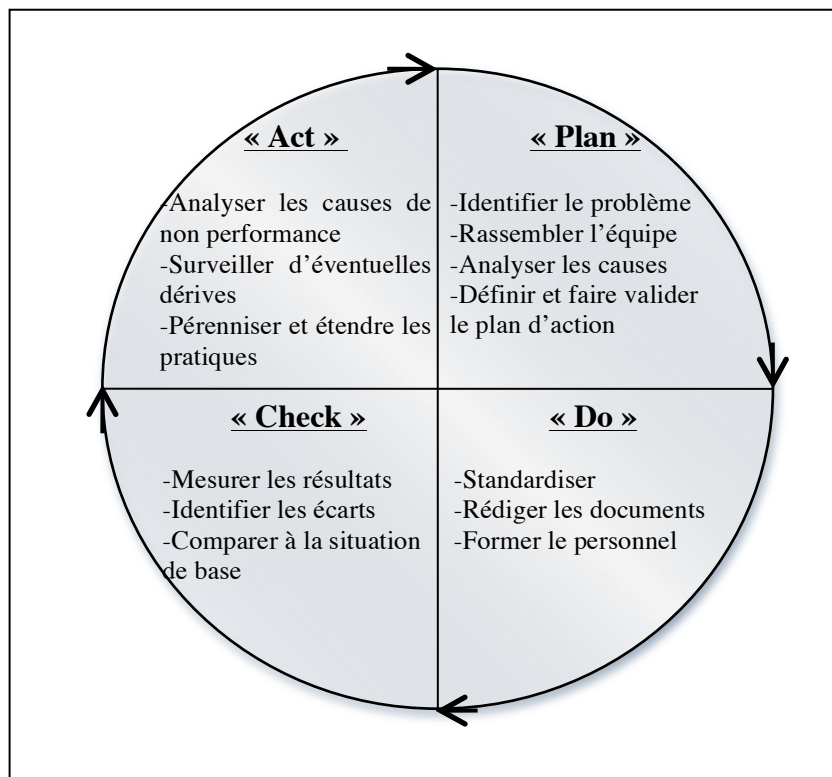 « Act »
-Analyser les causes de
non performance
-Surveiller d’éventuelles
dérives
-Pérenniser et étendre les
pratiques
« Plan »
-Identifier le problème
-Rassembler l’équipe
-Analyser les causes
-Définir et faire valider
le plan d’action
« Check »
-Mesurer les résultats
-Identifier les écarts
-Comparer à la situation
de base
« Do »
-Standardiser
-Rédiger les documents
-Former le personnel